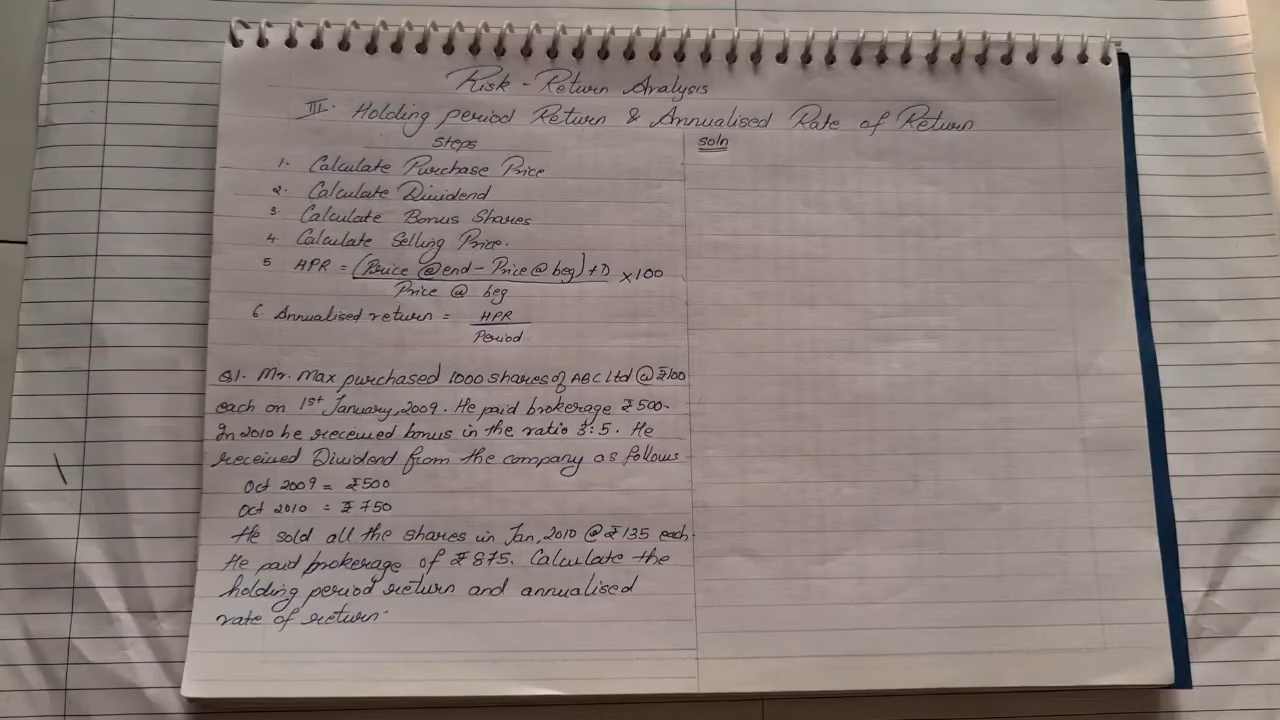 Risk - Return Analysis
III. Holding period Return & Annualised Rate of Return
Steps
1. Calculate Purchase Price
2. Calculate Dividend
3. Calculate Bonus Shares
4. Calculate Selling Price.
5 HPR = (Price @ end - Price @ beg) + D × 100
Price @ beg
6. Annualised return = HPR
Period.
Q1. Mr. Max purchased 1000 shares of ABC Ltd @ ₹100
each on 1st January, 2009. He paid brokerage ₹500.
In 2010 he received bonus in the ratio 3:5. He
received Dividend from the company as follows
Oct 2009 = ₹500
Oct 2010 = ₹750
He sold all the shares in Jan, 2010 @ ₹135 each.
He paid brokerage of ₹875. Calculate the
holding period return and annualised
rate of return.
soln